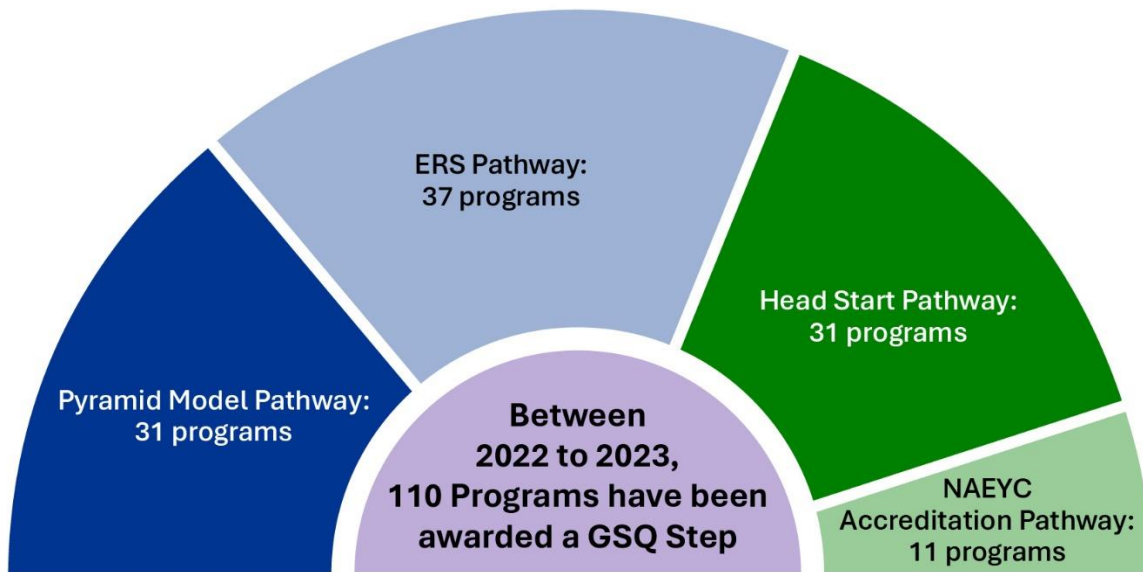 ERS Pathway:
37 programs
Head Start Pathway:
31 programs
Pyramid Model Pathway:
31 programs
Between
2022 to 2023,
110 Programs have been
awarded a GSQ Step
NAEYC
Accreditation Pathway:
11 programs